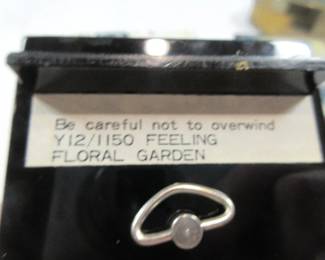 Be careful not to overwind
Y12/1150 FEELING
FLORAL GARDEN